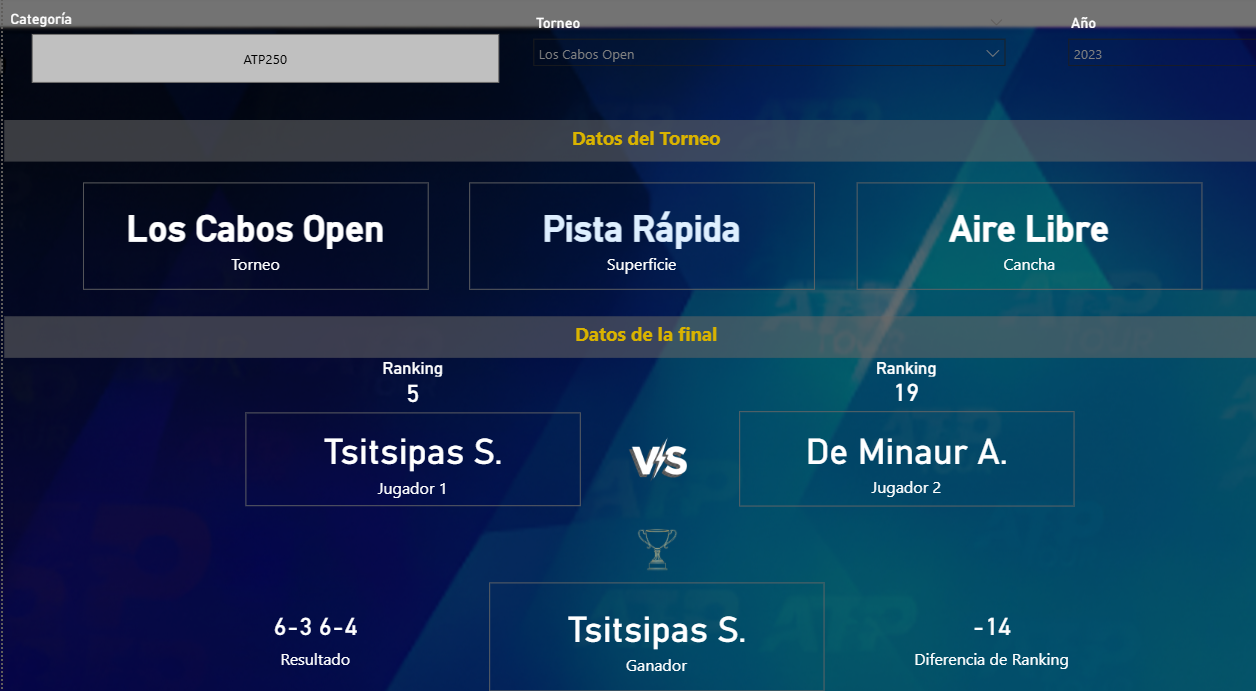 Categoría
Torneo
Año
ATP250
Los Cabos Open
2023
Datos del Torneo
Los Cabos Open
Torneo
Pista Rápida
Superficie
Aire Libre
Cancha
Datos de la final
Ranking
5
Ranking
19
Tsitsipas S.
Jugador 1
VS
De Minaur A.
Jugador 2
6-3 6-4
Resultado
Tsitsipas S.
Ganador
-14
Diferencia de Ranking